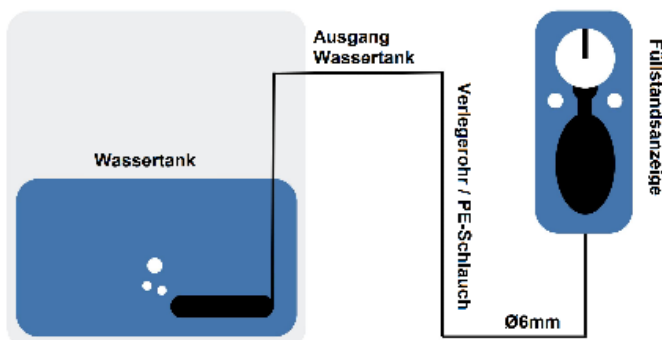 Ausgang
Wassertank
Wassertank
Verlegerohr / PE-Schlauch
Füllstandsanzeige
Ø6mm